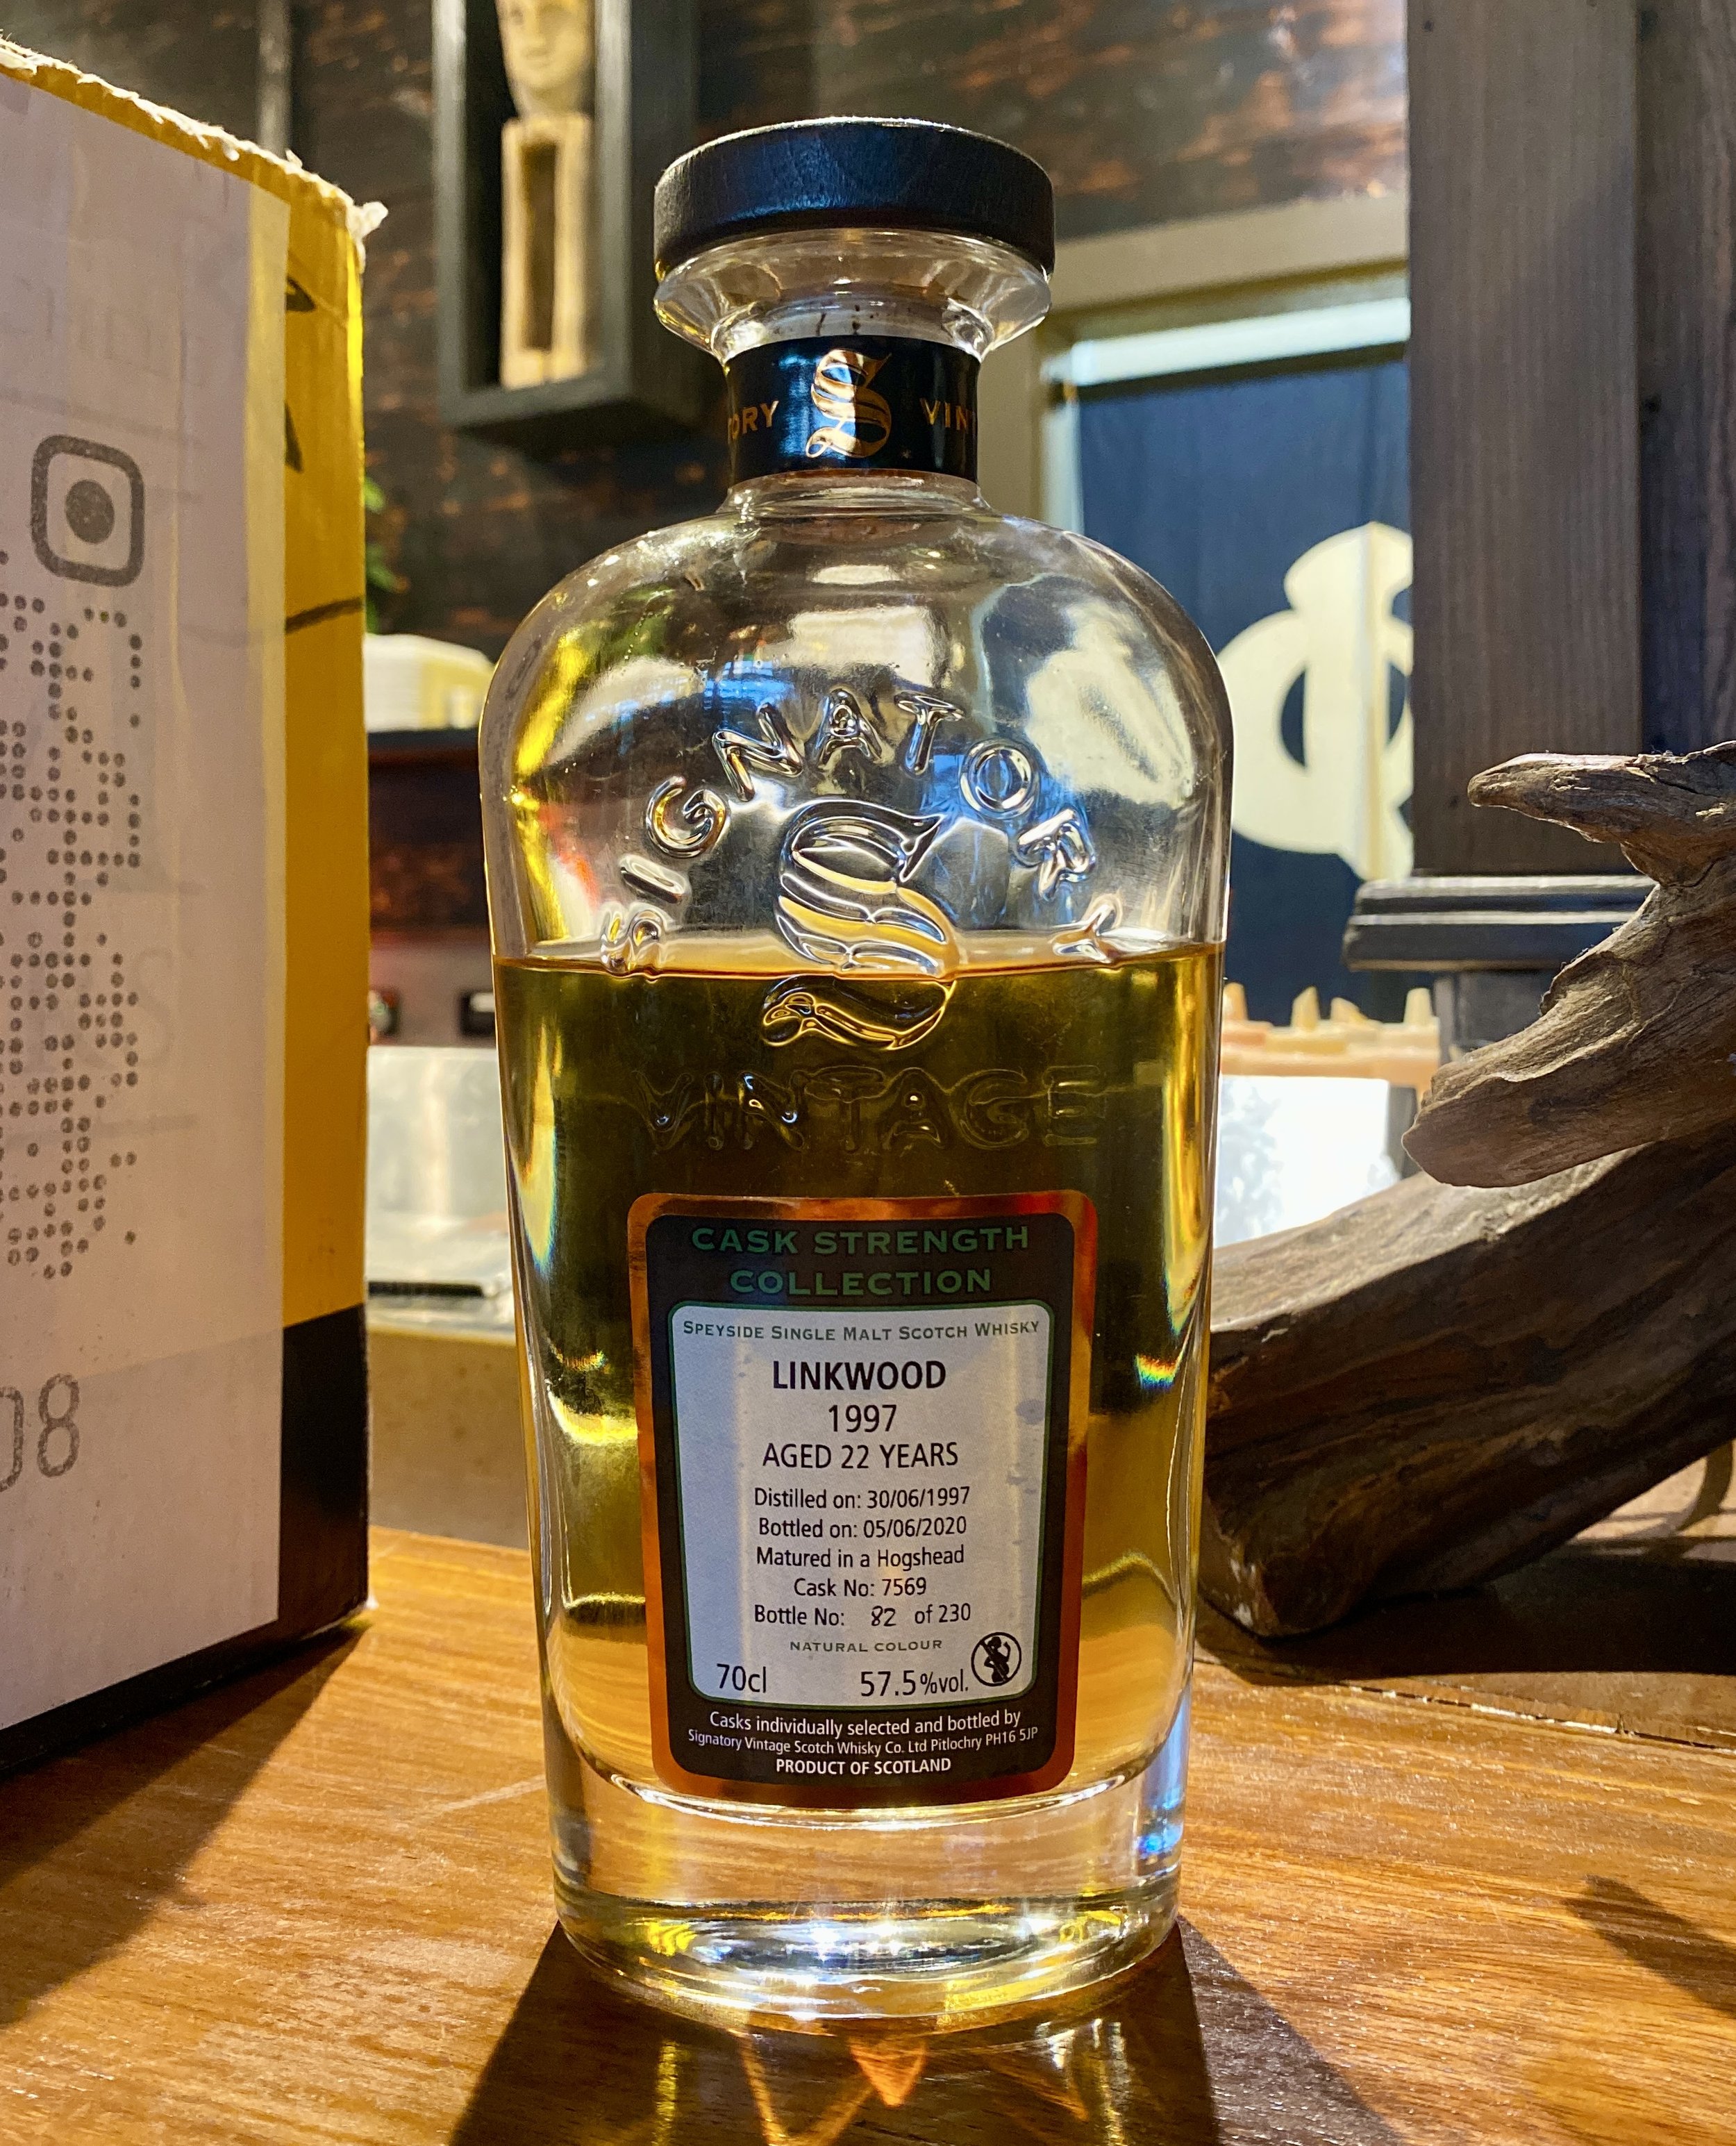 S
SIGNATORY
S
VINTAGE
CASK STRENGTH
COLLECTION
SPEYSIDE SINGLE MALT SCOTCH WHISKY
LINKWOOD
1997
AGED 22 YEARS
Distilled on: 30/06/1997
Bottled on: 05/06/2020
Matured in a Hogshead
Cask No: 7569
Bottle No: 82 of 230
NATURAL COLOUR
70cl 57.5%vol.
Casks individually selected and bottled by
Signatory Vintage Scotch Whisky Co. Ltd Pitlochry PH16 5JP
PRODUCT OF SCOTLAND
08